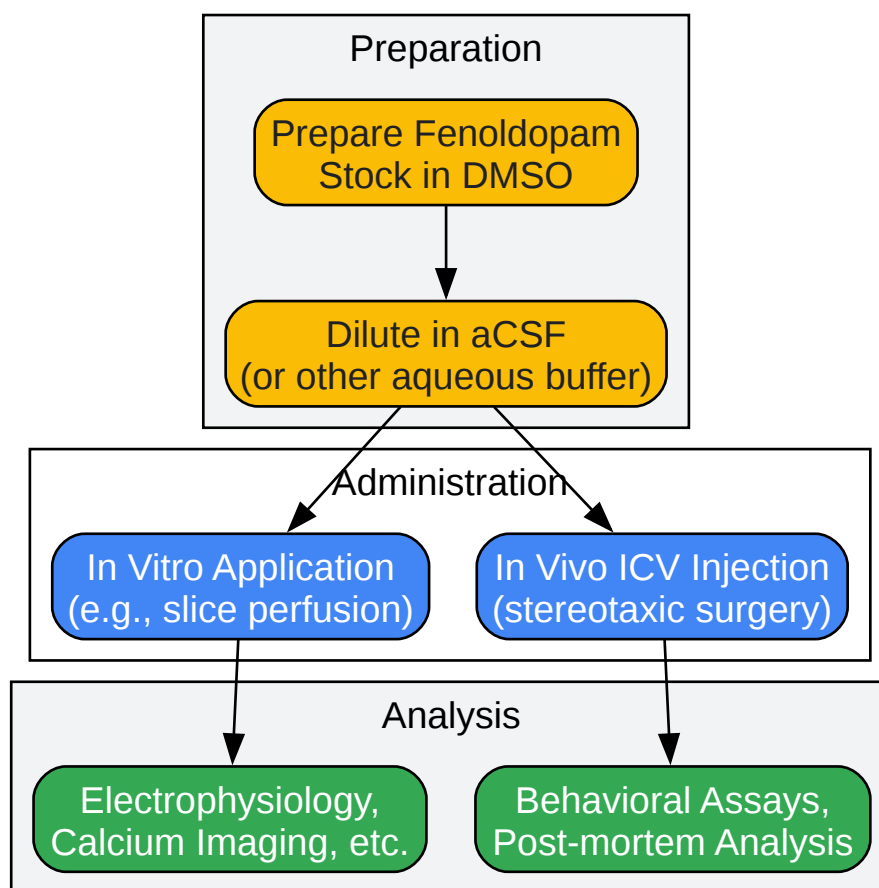 Preparation
Prepare Fenoldopam
Stock in DMSO
Dilute in aCSF
(or other aqueous buffer)
Administration
In Vitro Application
(e.g., slice perfusion)
In Vivo ICV Injection
(stereotaxic surgery)
Analysis
Electrophysiology,
Calcium Imaging, etc.
Behavioral Assays,
Post-mortem Analysis